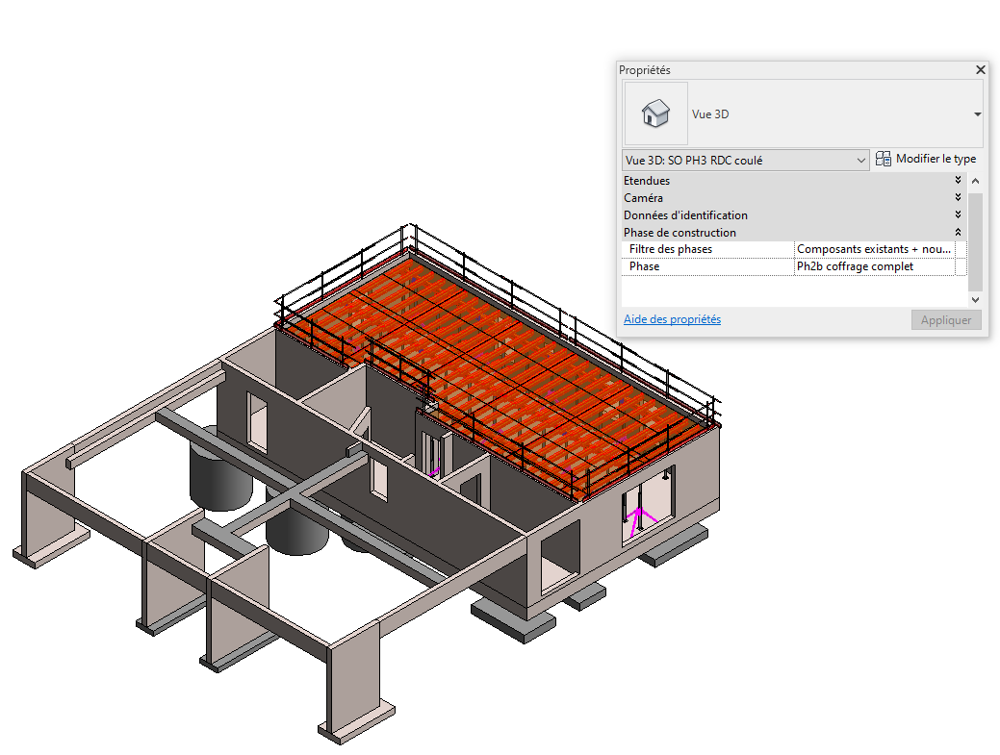 Propriétés
Vue 3D
Vue 3D: SO PH3 RDC coulé
Modifier le type
Etendues
Caméra
Données d'identification
Phase de construction
Filtre des phases Composants existants + nou...
Phase Ph2b coffrage complet
Aide des propriétés
Appliquer